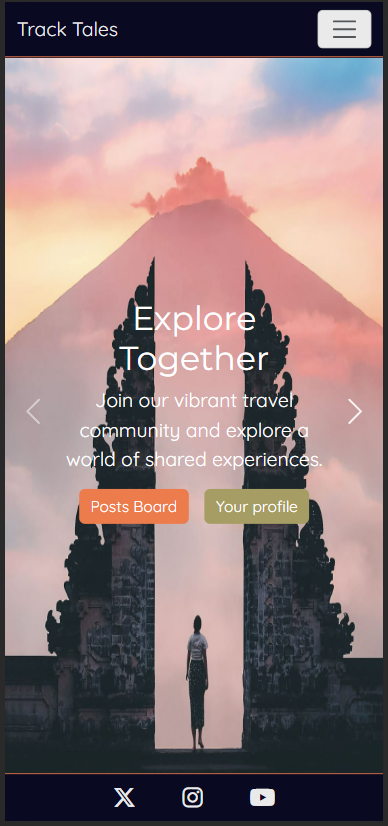 Track Tales
Explore
Together
Join our vibrant travel
community and explore a
world of shared experiences.
Posts Board
Your profile